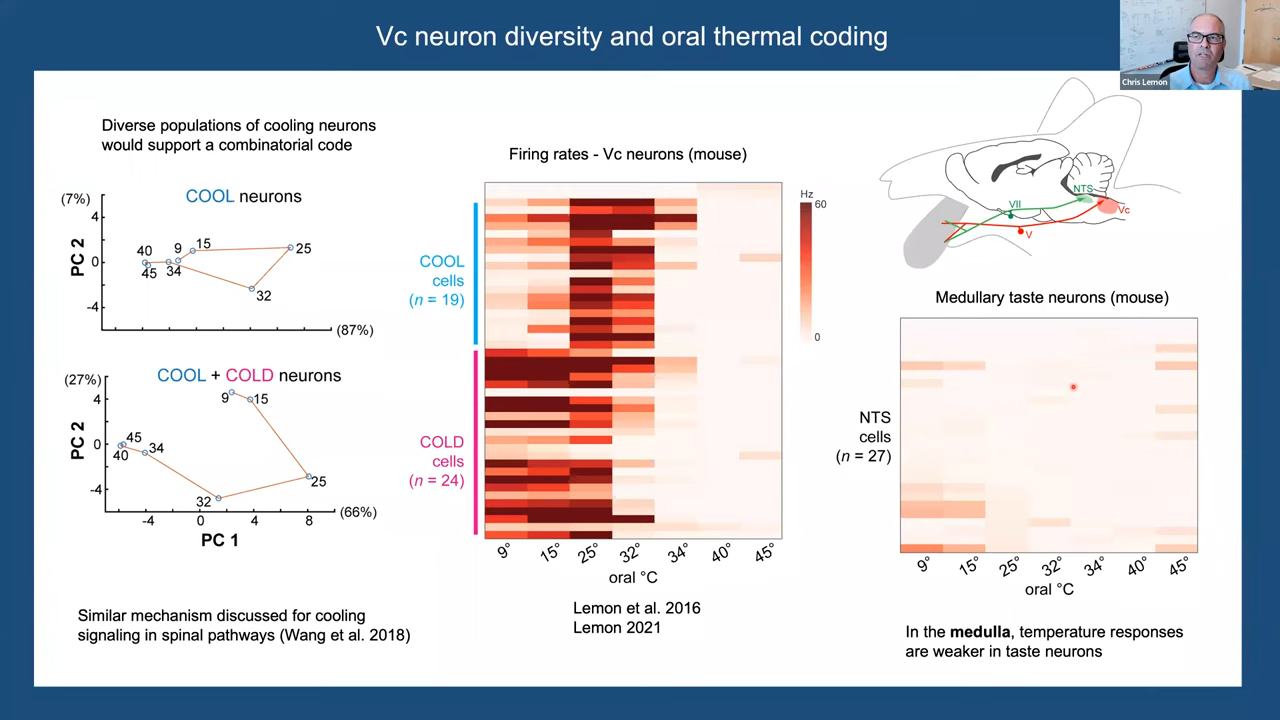 Vc neuron diversity and oral thermal coding
Chris Lemon
Diverse populations of cooling neurons
would support a combinatorial code
(7%)
COOL neurons
PC 2
4
0
-4
40
45
34
9
15
25
32
(87%)
(27%)
COOL + COLD neurons
PC 2
4
0
-4
9
15
45
40
34
32
25
(66%)
-4
0
4
8
PC 1
Similar mechanism discussed for cooling
signaling in spinal pathways (Wang et al. 2018)
Firing rates - Vc neurons (mouse)
Hz
60
0
COOL
cells
(n = 19)
COLD
cells
(n = 24)
9°
15°
25°
32°
34°
40°
45°
oral °C
Lemon et al. 2016
Lemon 2021
NTS
VII
Vc
V
Medullary taste neurons (mouse)
NTS
cells
(n = 27)
9°
15°
25°
32°
34°
40°
45°
oral °C
In the medulla, temperature responses
are weaker in taste neurons